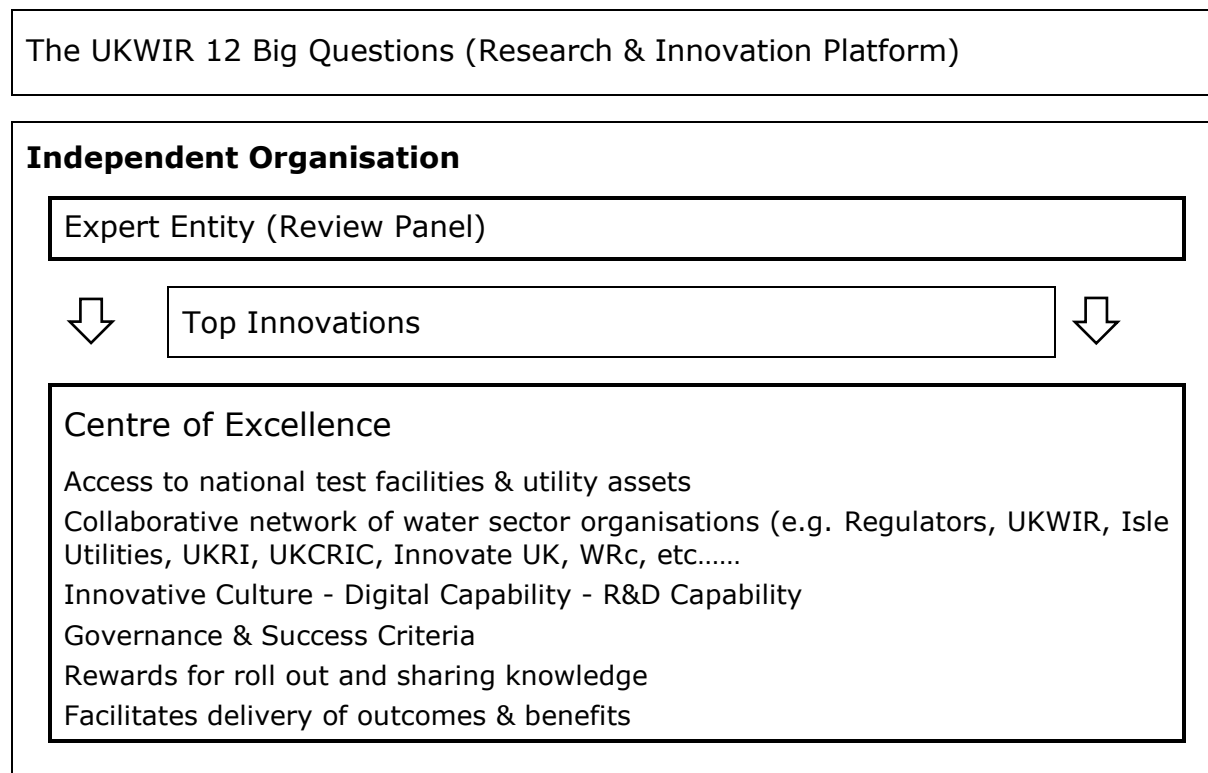 The UKWIR 12 Big Questions (Research & Innovation Platform)
Independent Organisation
Expert Entity (Review Panel)
Top Innovations
Centre of Excellence
Access to national test facilities & utility assets
Collaborative network of water sector organisations (e.g. Regulators, UKWIR, Isle
Utilities, UKRI, UKCRIC, Innovate UK, WRc, etc……
Innovative Culture - Digital Capability - R&D Capability
Governance & Success Criteria
Rewards for roll out and sharing knowledge
Facilitates delivery of outcomes & benefits